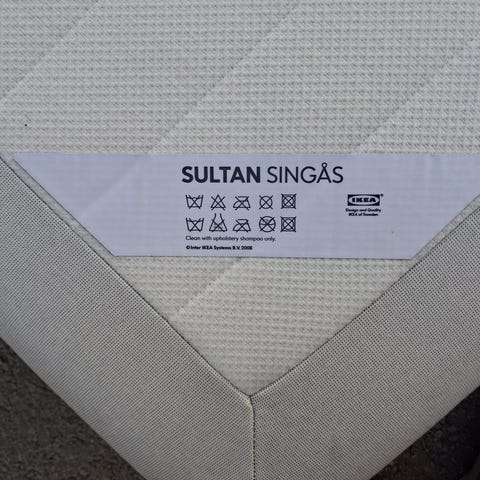 SULTAN SINGÅS
IKEA
Design and Quality
IKEA of Sweden
Clean with upholstery shampoo only.
©Inter IKEA Systems B.V. 2008